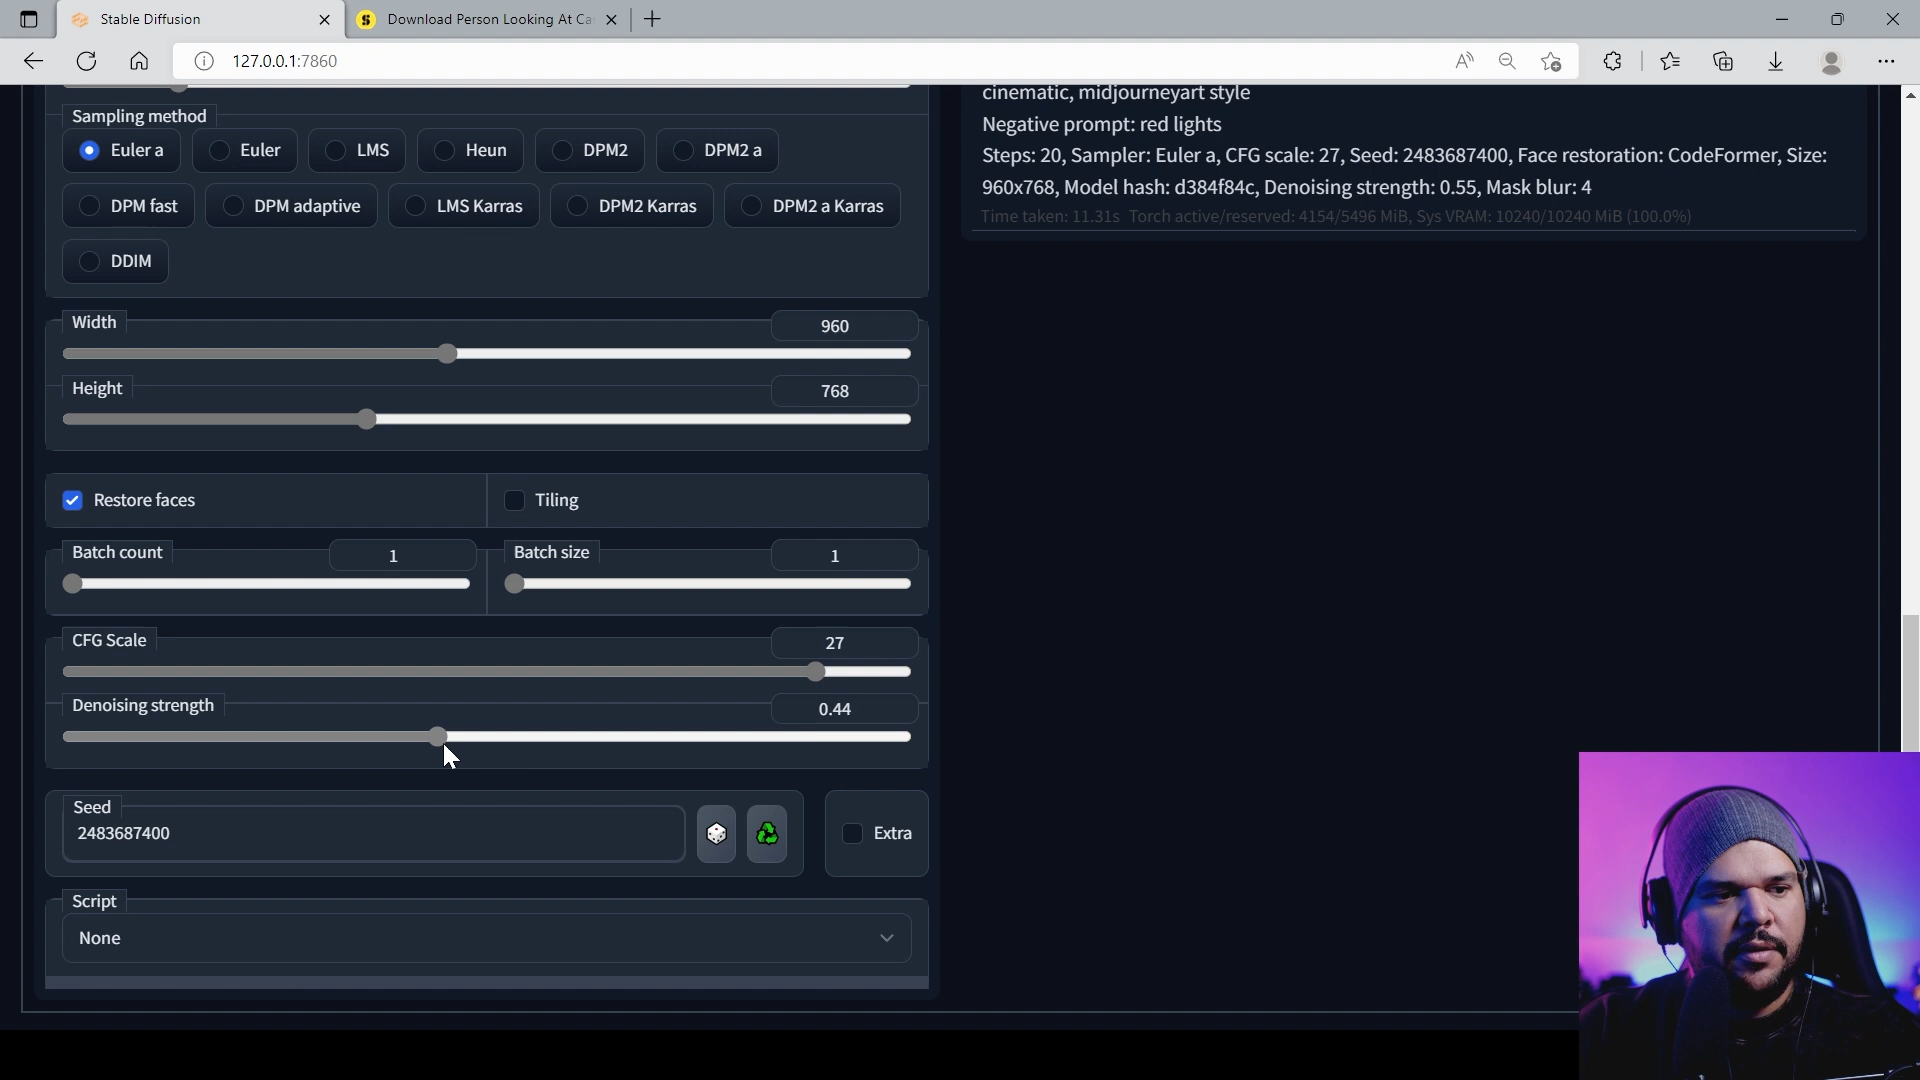 Stable Diffusion
Download Person Looking At Ca
127.0.0.1:7860
Sampling method
Euler a
Euler
LMS
Heun
DPM2
DPM2 a
DPM fast
DPM adaptive
LMS Karras
DPM2 Karras
DPM2 a Karras
DDIM
Width
960
Height
768
Restore faces
Tiling
Batch count
1
Batch size
1
CFG Scale
27
Denoising strength
0.44
Seed
2483687400
Extra
Script
None
cinematic, midjourneyart style
Negative prompt: red lights
Steps: 20, Sampler: Euler a, CFG scale: 27, Seed: 2483687400, Face restoration: CodeFormer, Size:
960x768, Model hash: d384f84c, Denoising strength: 0.55, Mask blur: 4
Time taken: 11.31s Torch active/reserved: 4154/5496 MiB, Sys VRAM: 10240/10240 MiB (100.0%)